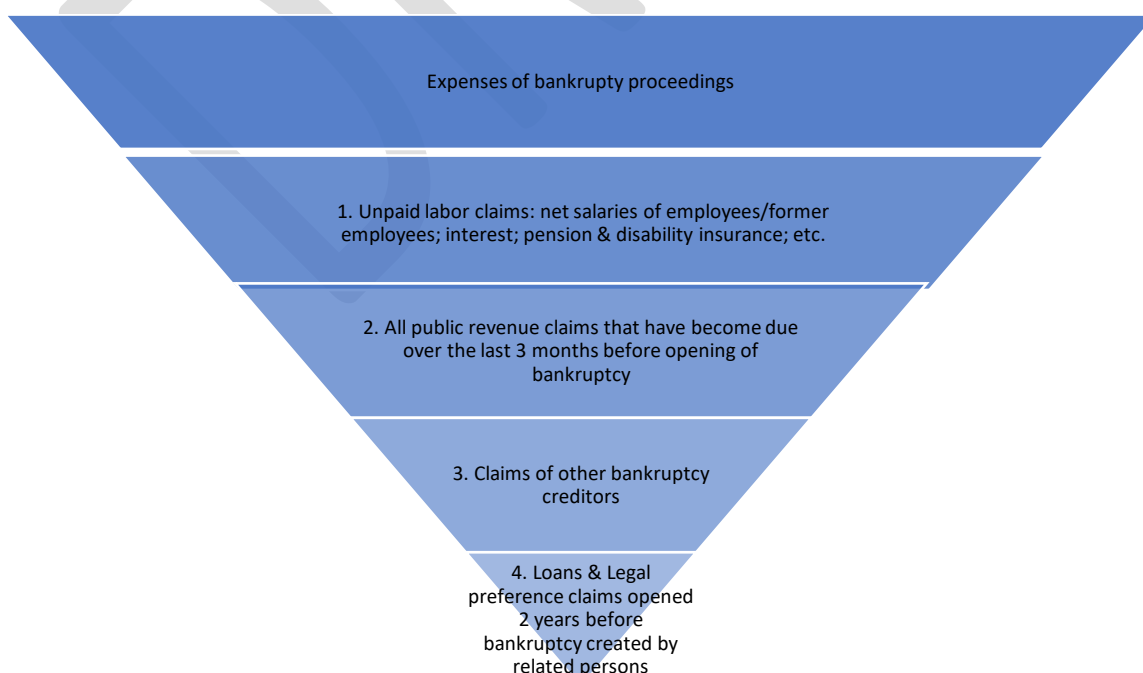 Expenses of bankrupty proceedings
1. Unpaid labor claims: net salaries of employees/former
employees; interest; pension & disability insurance; etc.
2. All public revenue claims that have become due
over the last 3 months before opening of
bankruptcy
3. Claims of other bankruptcy
creditors
4. Loans & Legal
preference claims opened
2 years before
bankruptcy created by
related persons